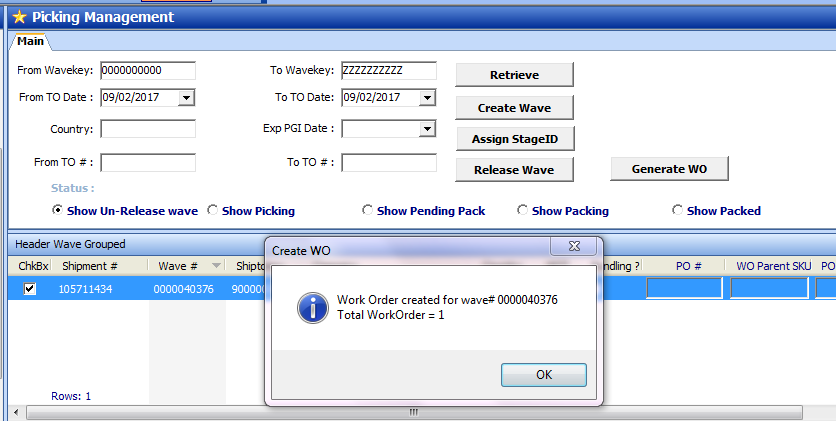 Picking Management
Main
From Wavekey: 0000000000 To Wavekey: ZZZZZZZZZZ Retrieve
From TO Date : 09/02/2017 To TO Date: 09/02/2017 Create Wave
Country: Exp PGI Date : Assign StageID
From TO # : To TO # : Release Wave Generate WO
Status :
Show Un-Release wave Show Picking Show Pending Pack Show Packing Show Packed
Header Wave Grouped
ChkBx Shipment # Wave # Shipto PO # WO Parent SKU PO
105711434 0000040376 900000
Create WO
Work Order created for wave# 0000040376
Total WorkOrder = 1
OK
Rows: 1